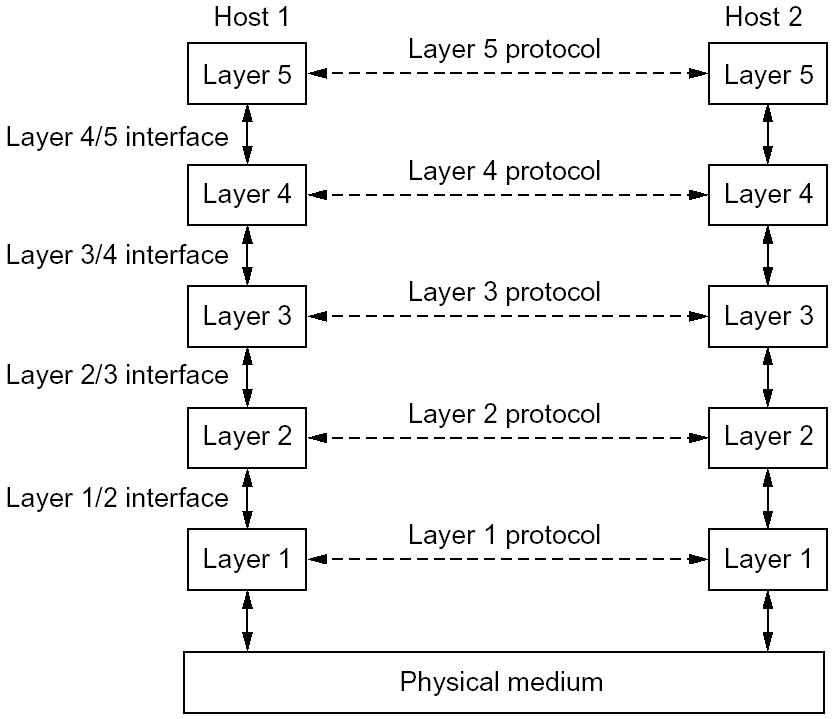 Host 1
Host 2
Layer 5 protocol
Layer 5
Layer 5
Layer 4/5 interface
Layer 4 protocol
Layer 4
Layer 4
Layer 3/4 interface
Layer 3 protocol
Layer 3
Layer 3
Layer 2/3 interface
Layer 2 protocol
Layer 2
Layer 2
Layer 1/2 interface
Layer 1 protocol
Layer 1
Layer 1
Physical medium